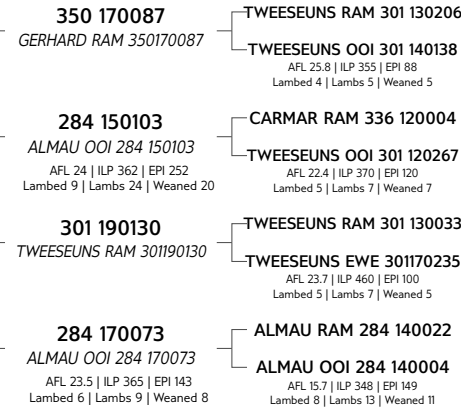 350 170087
GERHARD RAM 350170087
TWEESEUNS RAM 301 130206
TWEESEUNS OOI 301 140138
AFL 25.8 | ILP 355 | EPI 88
Lambed 4 | Lambs 5 | Weaned 5
284 150103
ALMAU OOI 284 150103
AFL 24 | ILP 362 | EPI 252
Lambed 9 | Lambs 24 | Weaned 20
CARMAR RAM 336 120004
TWEESEUNS OOI 301 120267
AFL 22.4 | ILP 370 | EPI 120
Lambed 5 | Lambs 7 | Weaned 7
301 190130
TWEESEUNS RAM 301190130
TWEESEUNS RAM 301 130033
TWEESEUNS EWE 301170235
AFL 23.7 | ILP 460 | EPI 100
Lambed 5 | Lambs 7 | Weaned 5
284 170073
ALMAU OOI 284 170073
AFL 23.5 | ILP 365 | EPI 143
Lambed 6 | Lambs 9 | Weaned 8
ALMAU RAM 284 140022
ALMAU OOI 284 140004
AFL 15.7 | ILP 348 | EPI 149
Lambed 8 | Lambs 13 | Weaned 11